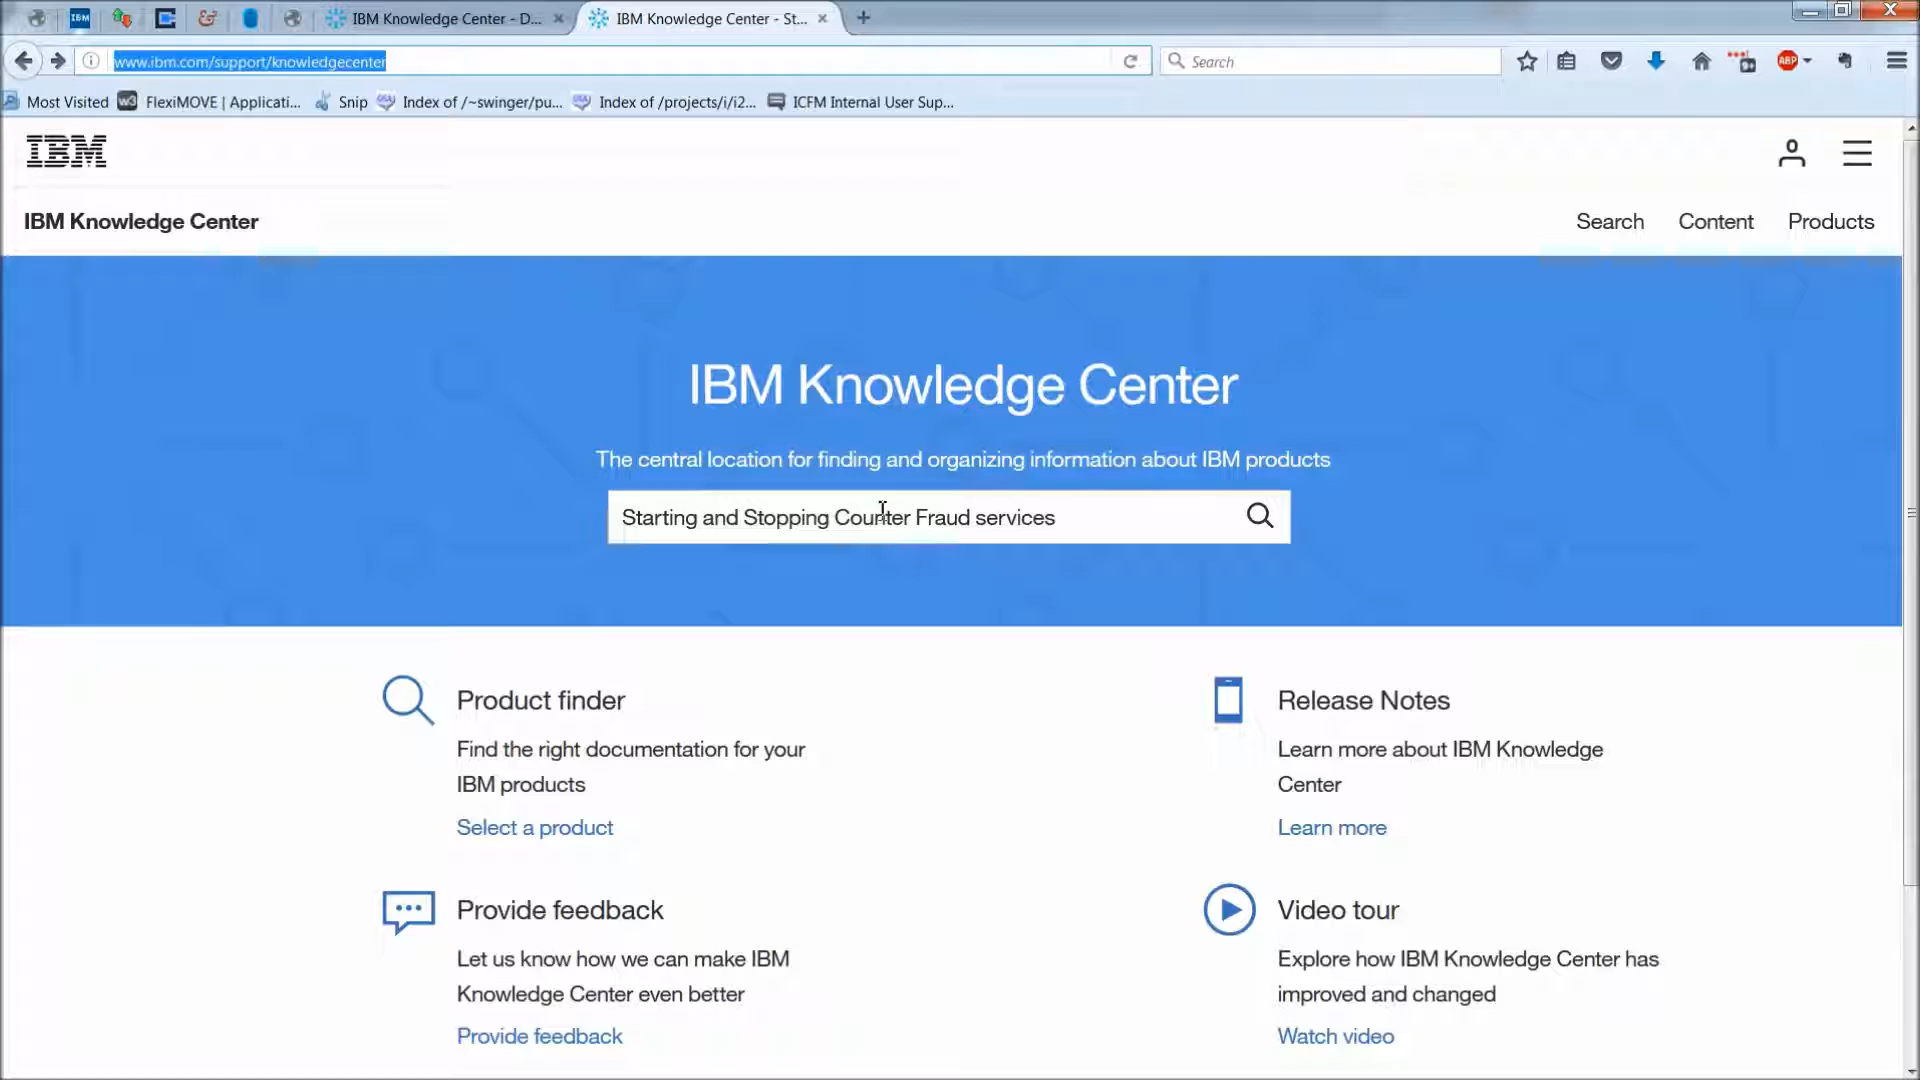 IBM
IBM Knowledge Center - D...
IBM Knowledge Center - St...
www.ibm.com/support/knowledgecenter
Search
ABP
Most Visited
w3 FlexiMOVE | Applicati...
Snip
Index of /~swinger/pu...
Index of /projects/i/i2...
ICFM Internal User Sup...
IBM
IBM Knowledge Center
Search
Content
Products
IBM Knowledge Center
The central location for finding and organizing information about IBM products
Starting and Stopping Counter Fraud services
Product finder
Find the right documentation for your
IBM products
Select a product
Release Notes
Learn more about IBM Knowledge
Center
Learn more
Provide feedback
Let us know how we can make IBM
Knowledge Center even better
Provide feedback
Video tour
Explore how IBM Knowledge Center has
improved and changed
Watch video